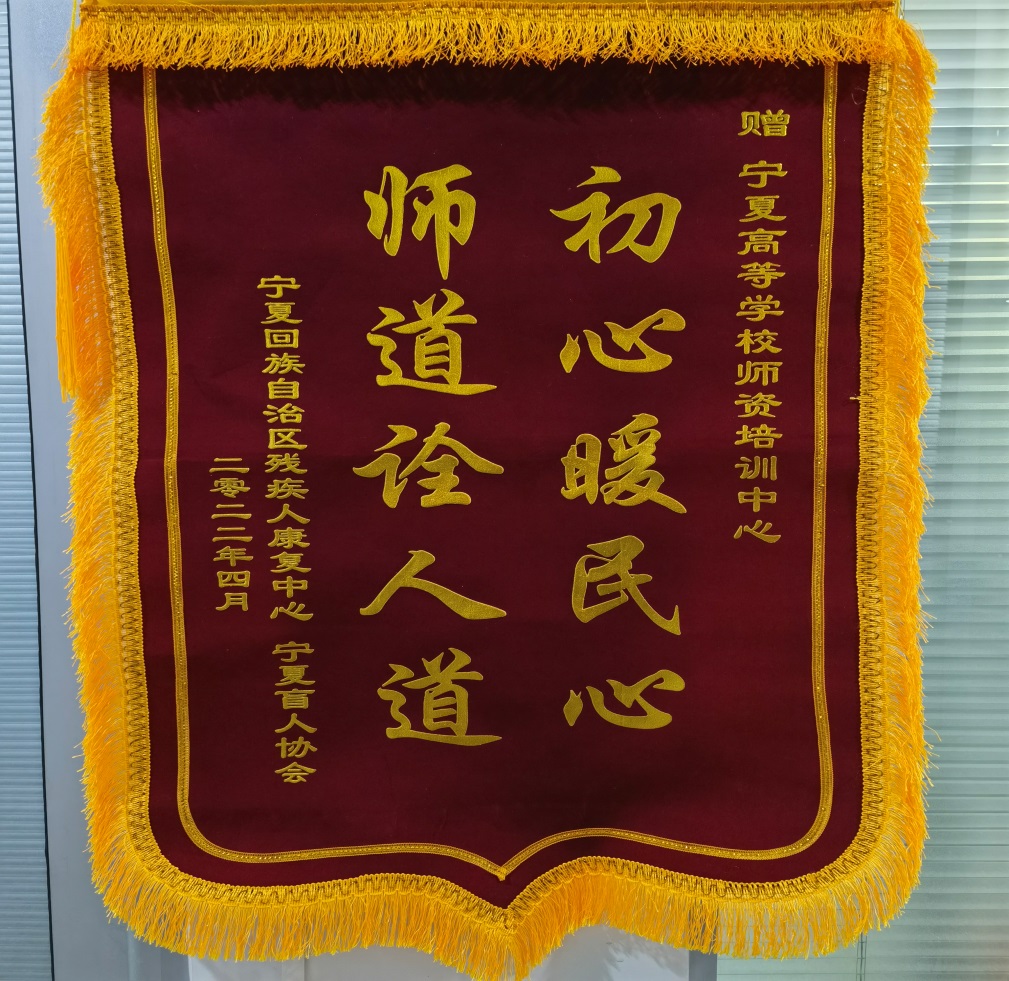 赠 宁夏高等学校师资培训中心
初心暖民心
师道诠人道
宁夏回族自治区残疾人康复中心 宁夏盲人协会
二零二二年四月